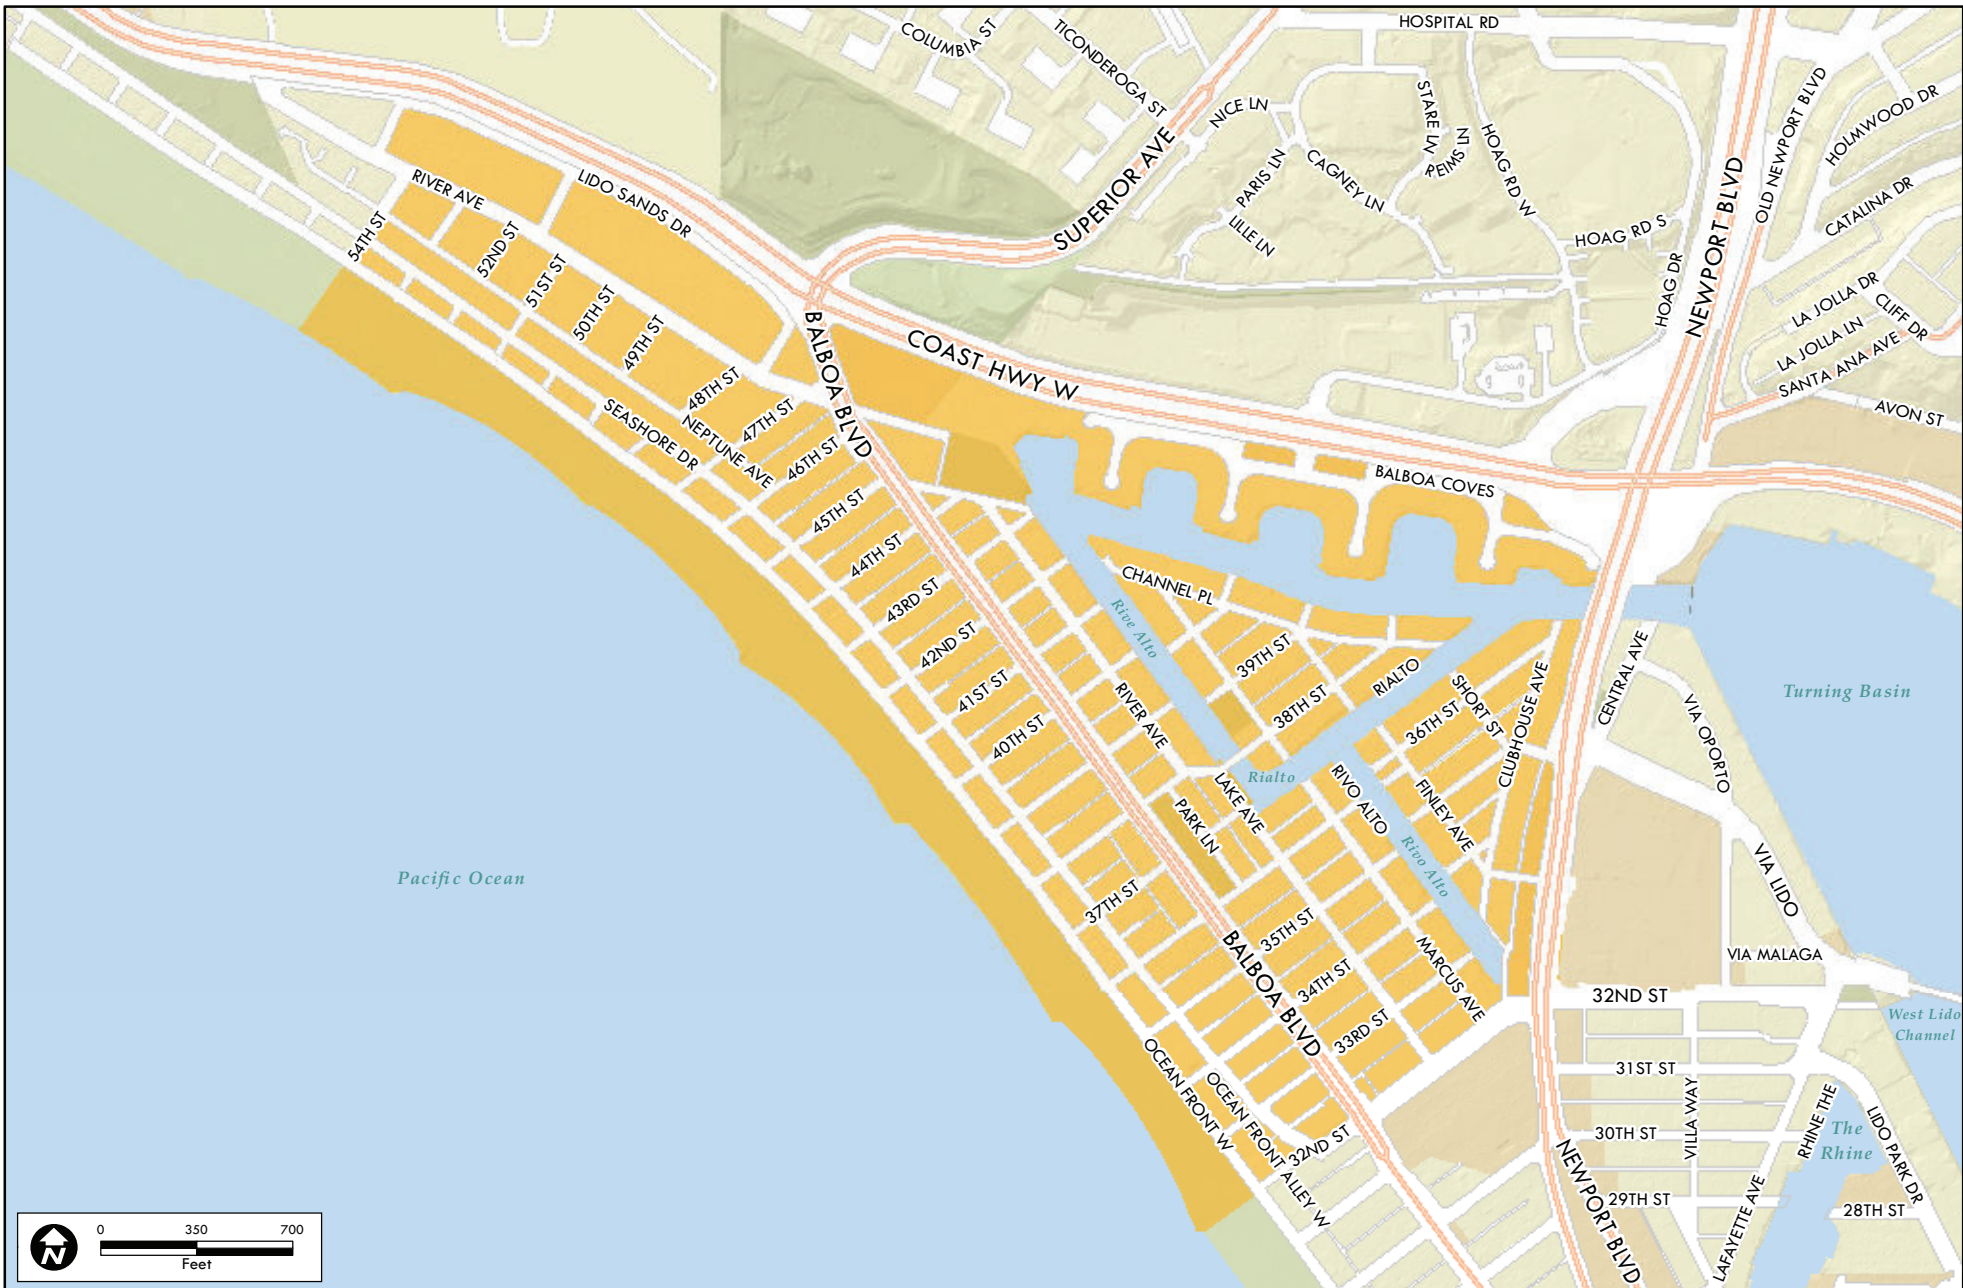 HOSPITAL RD
COLUMBIA ST
TICONDEROGA ST
NICE LN
STARE LN
REIMS LN
HOAG RD W
OLD NEWPORT BLVD
HOLMWOOD DR
SUPERIOR AVE
PARIS LN
CAGNEY LN
LILLE LN
HOAG RD S
HOAG DR
NEWPORT BLVD
CATALINA DR
LA JOLLA DR
CLIFF DR
LA JOLLA LN
SANTA ANA AVE
AVON ST
RIVER AVE
LIDO SANDS DR
54TH ST
52ND ST
51ST ST
50TH ST
49TH ST
48TH ST
47TH ST
46TH ST
45TH ST
44TH ST
43RD ST
42ND ST
41ST ST
40TH ST
37TH ST
BALBOA BLVD
COAST HWY W
SEASHORE DR
NEPTUNE AVE
BALBOA COVES
CHANNEL PL
Rive Alto
39TH ST
38TH ST
RIALTO
SHORT ST
36TH ST
CLUBHOUSE AVE
CENTRAL AVE
VIA OPORTO
Turning Basin
RIVER AVE
Rialto
LAKE AVE
RIVO ALTO
FINLEY AVE
PARK LN
Rivo Alto
Pacific Ocean
35TH ST
34TH ST
33RD ST
MARCUS AVE
BALBOA BLVD
VIA LIDO
VIA MALAGA
32ND ST
West Lido
Channel
31ST ST
VILLA WAY
30TH ST
RHINE THE
The
Rhine
LIDO PARK DR
29TH ST
28TH ST
LAFAYETTE AVE
NEWPORT BLVD
OCEAN FRONT W
OCEAN FRONT ALLEY W
32ND ST
N
0 350 700
Feet